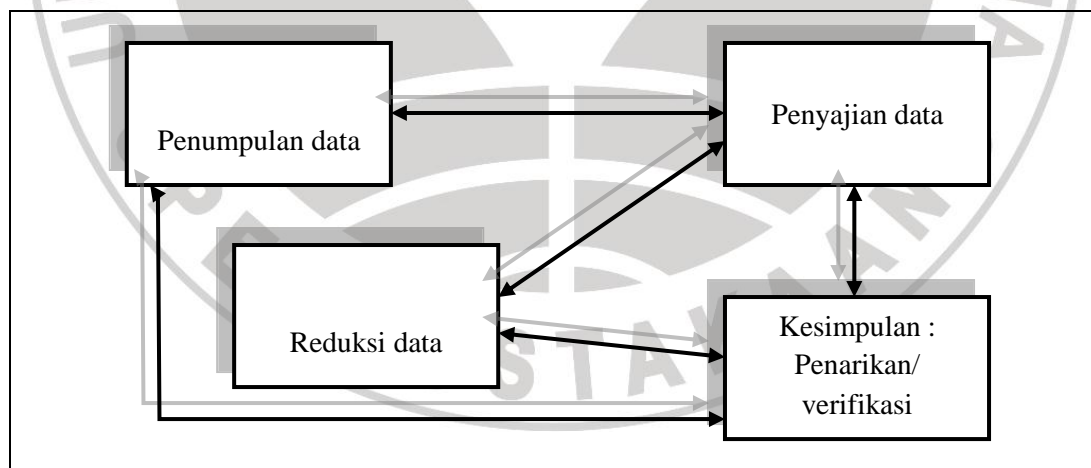 Penumpulan data
Penyajian data
Reduksi data
Kesimpulan :
Penarikan/
verifikasi